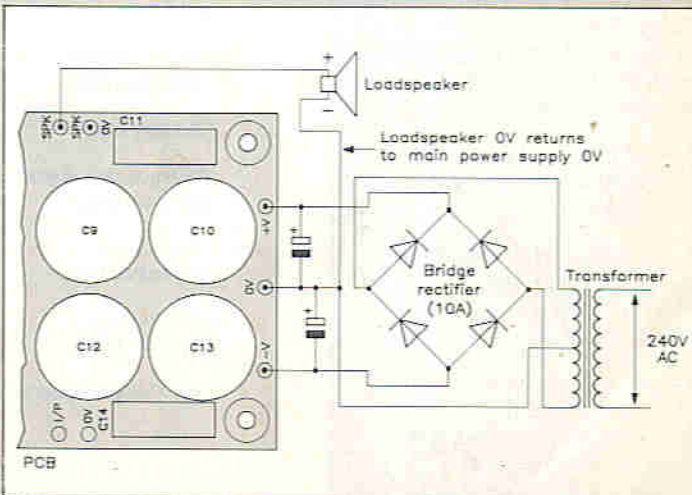 +
Loadspeaker
−
SPK
SPK
0V
C11
Loadspeaker 0V returns
to main power supply 0V
C9
C10
+V
+
Bridge
rectifier
(10A)
Transformer
0V
+
240V
AC
C12
C13
-V
I/P
0V
C14
PCB